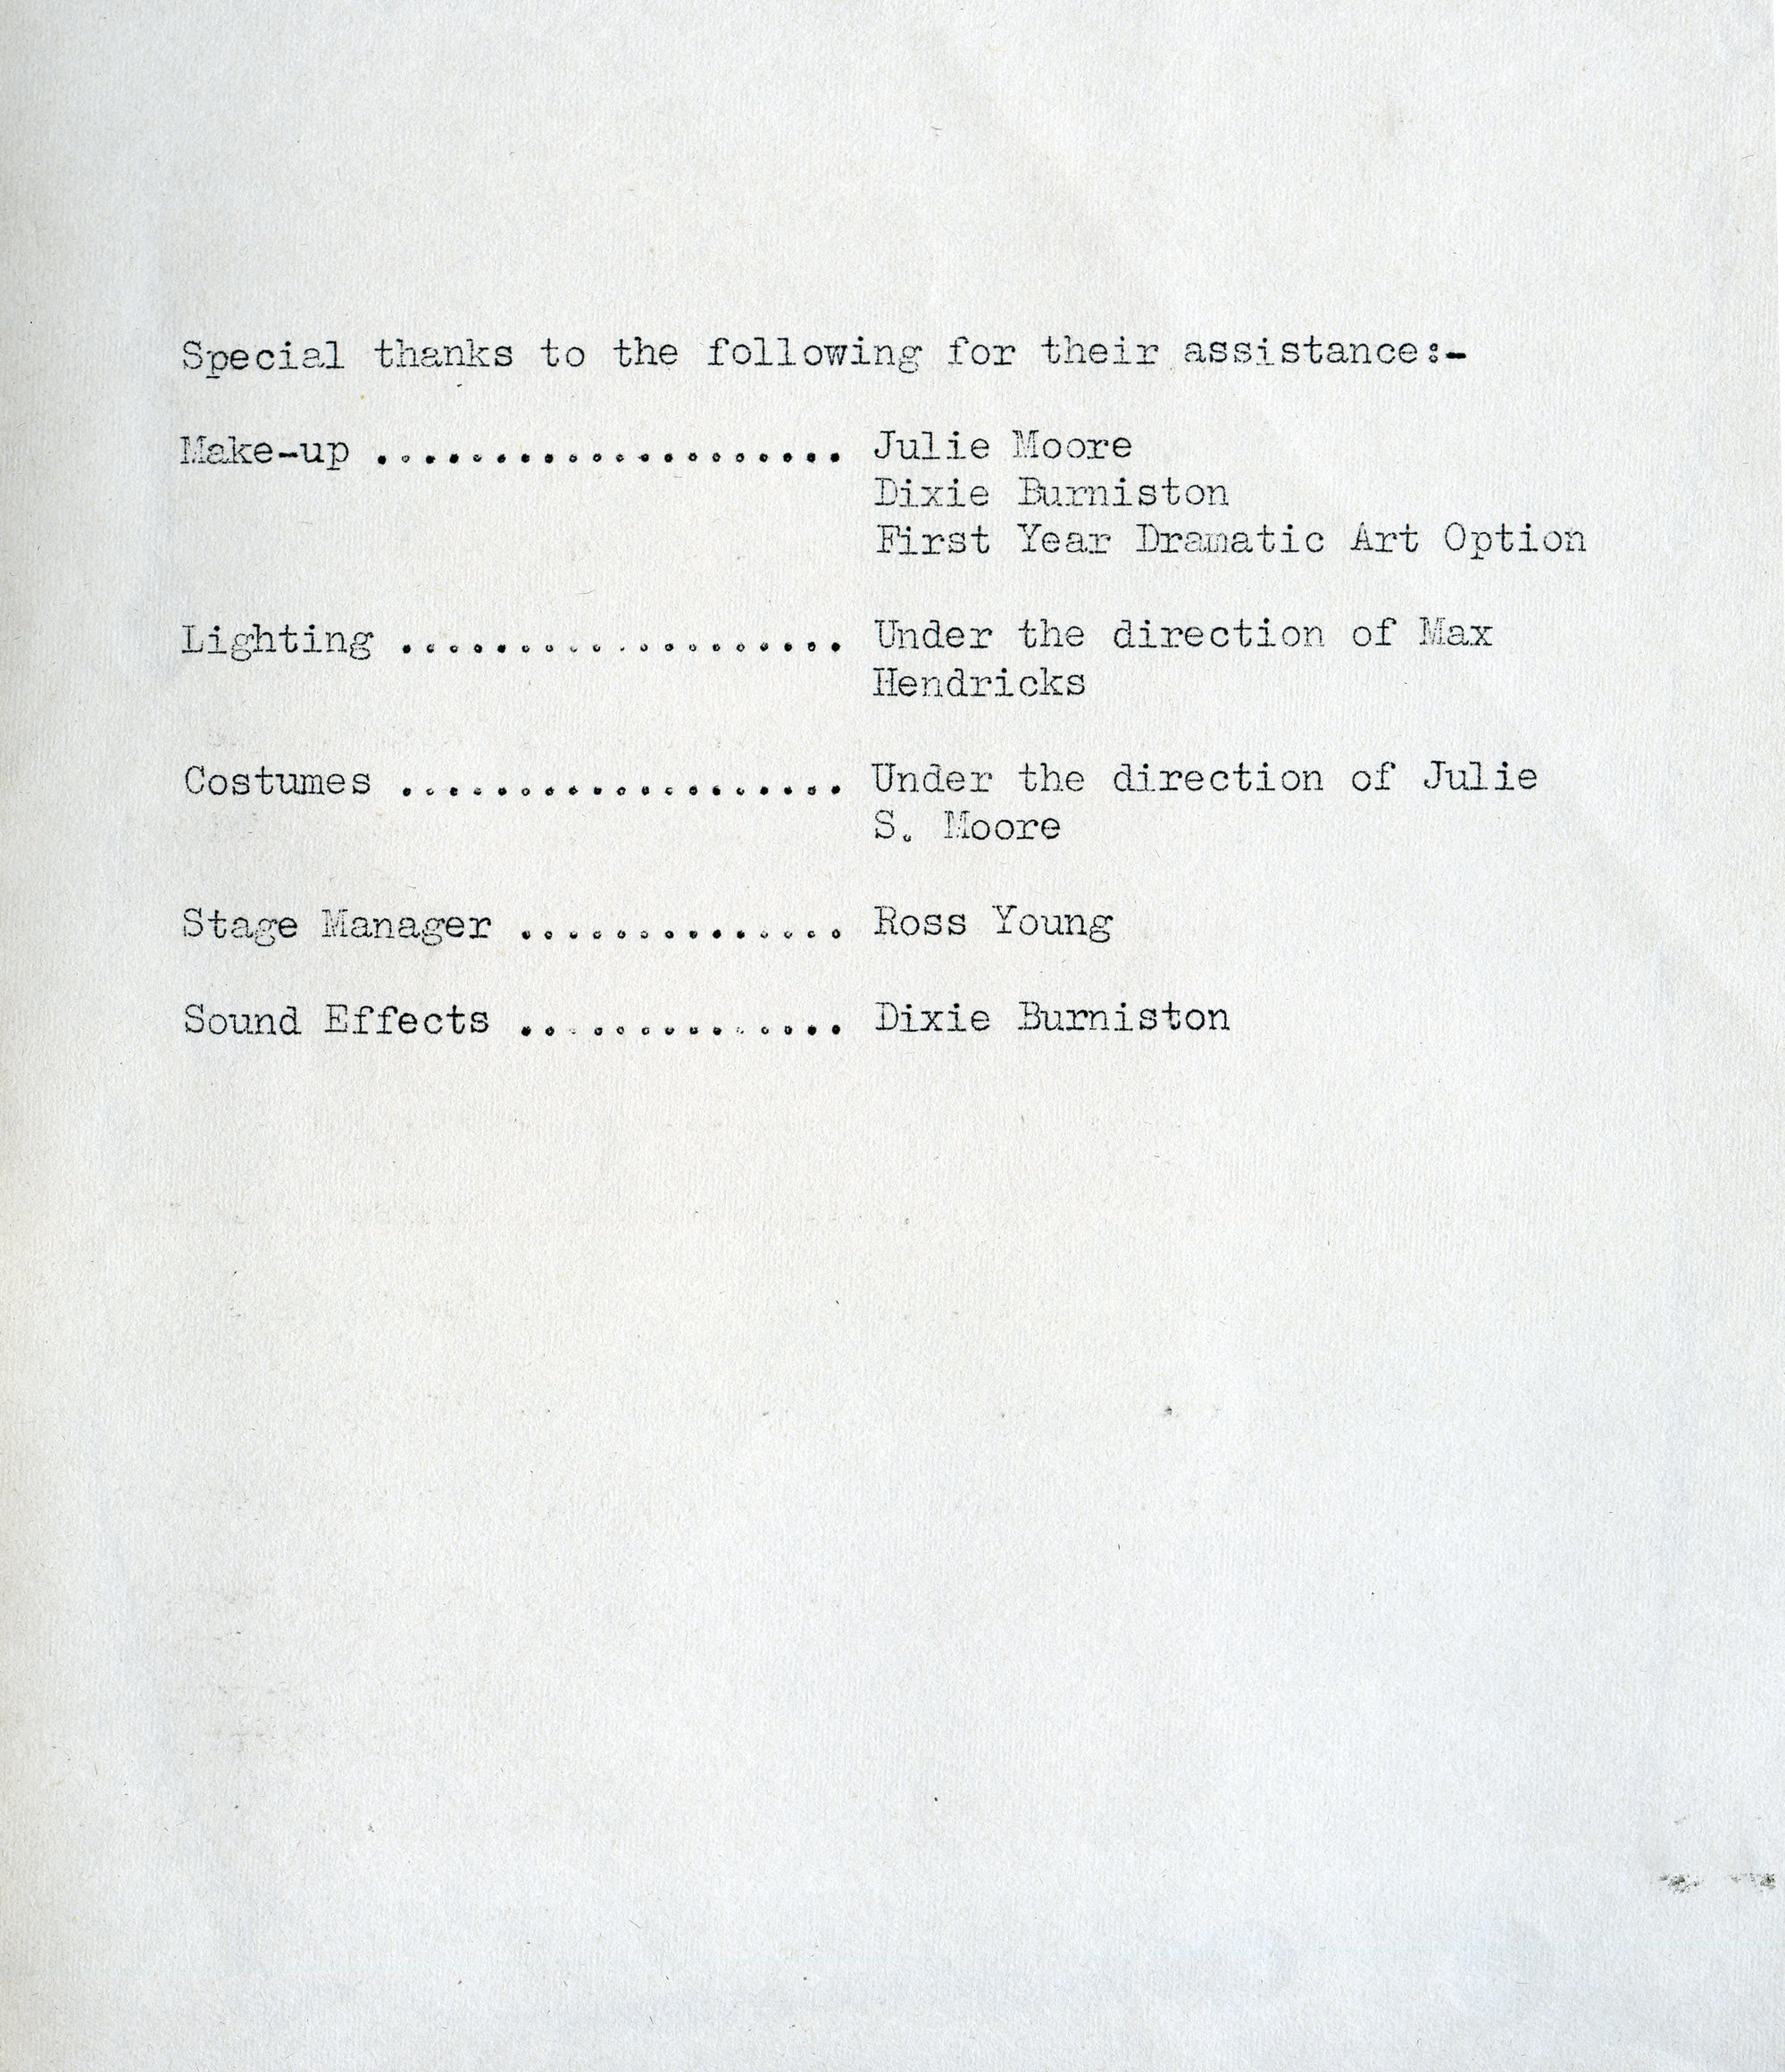 Special thanks to the following for their assistance:-
Make-up .................... Julie Moore
Dixie Burniston
First Year Dramatic Art Option
Lighting ................... Under the direction of Max
Hendricks
Costumes ................... Under the direction of Julie
S. Moore
Stage Manager .............. Ross Young
Sound Effects .............. Dixie Burniston